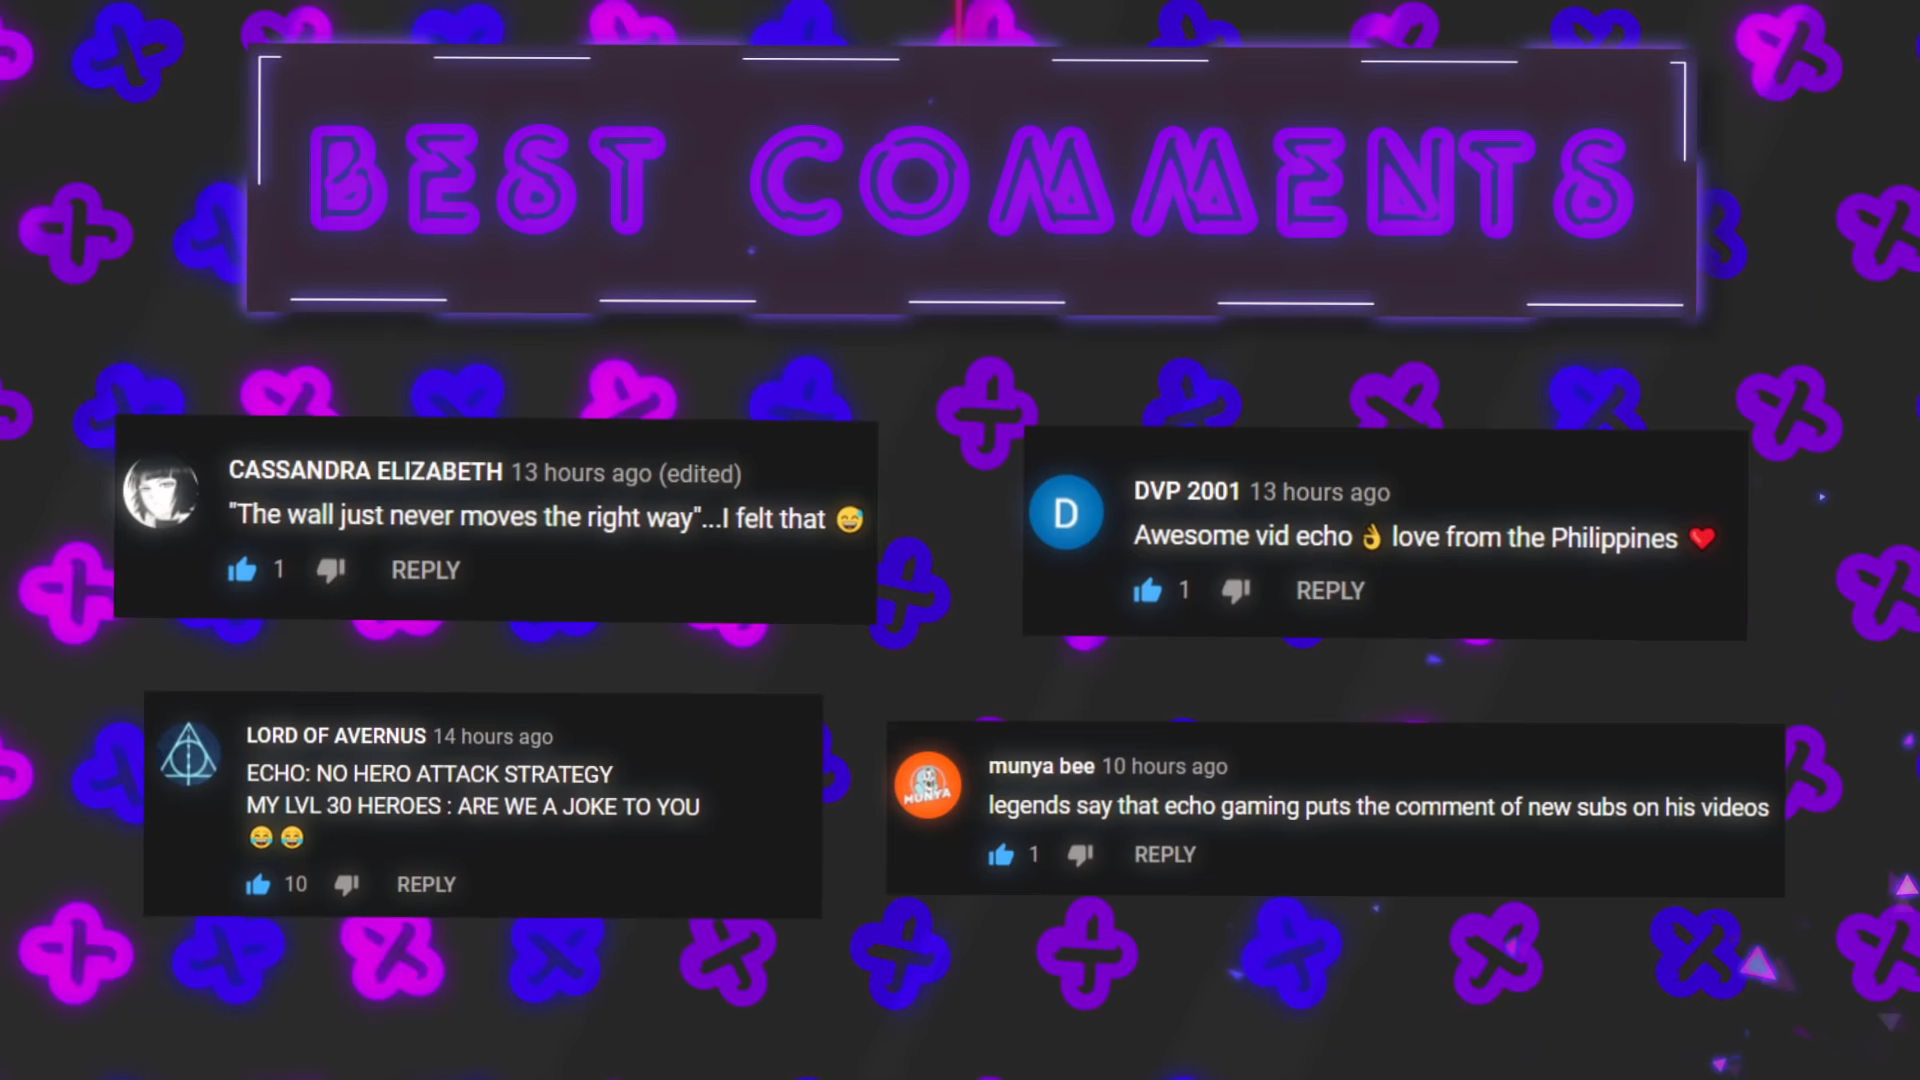 BEST COMMENTS
CASSANDRA ELIZABETH 13 hours ago (edited)
"The wall just never moves the right way"...I felt that 😅
1 REPLY
D
DVP 2001 13 hours ago
Awesome vid echo 👌 love from the Philippines ❤️
1 REPLY
LORD OF AVERNUS 14 hours ago
ECHO: NO HERO ATTACK STRATEGY
MY LVL 30 HEROES : ARE WE A JOKE TO YOU
😂 😂
10 REPLY
MUNYA
munya bee 10 hours ago
legends say that echo gaming puts the comment of new subs on his videos
1 REPLY